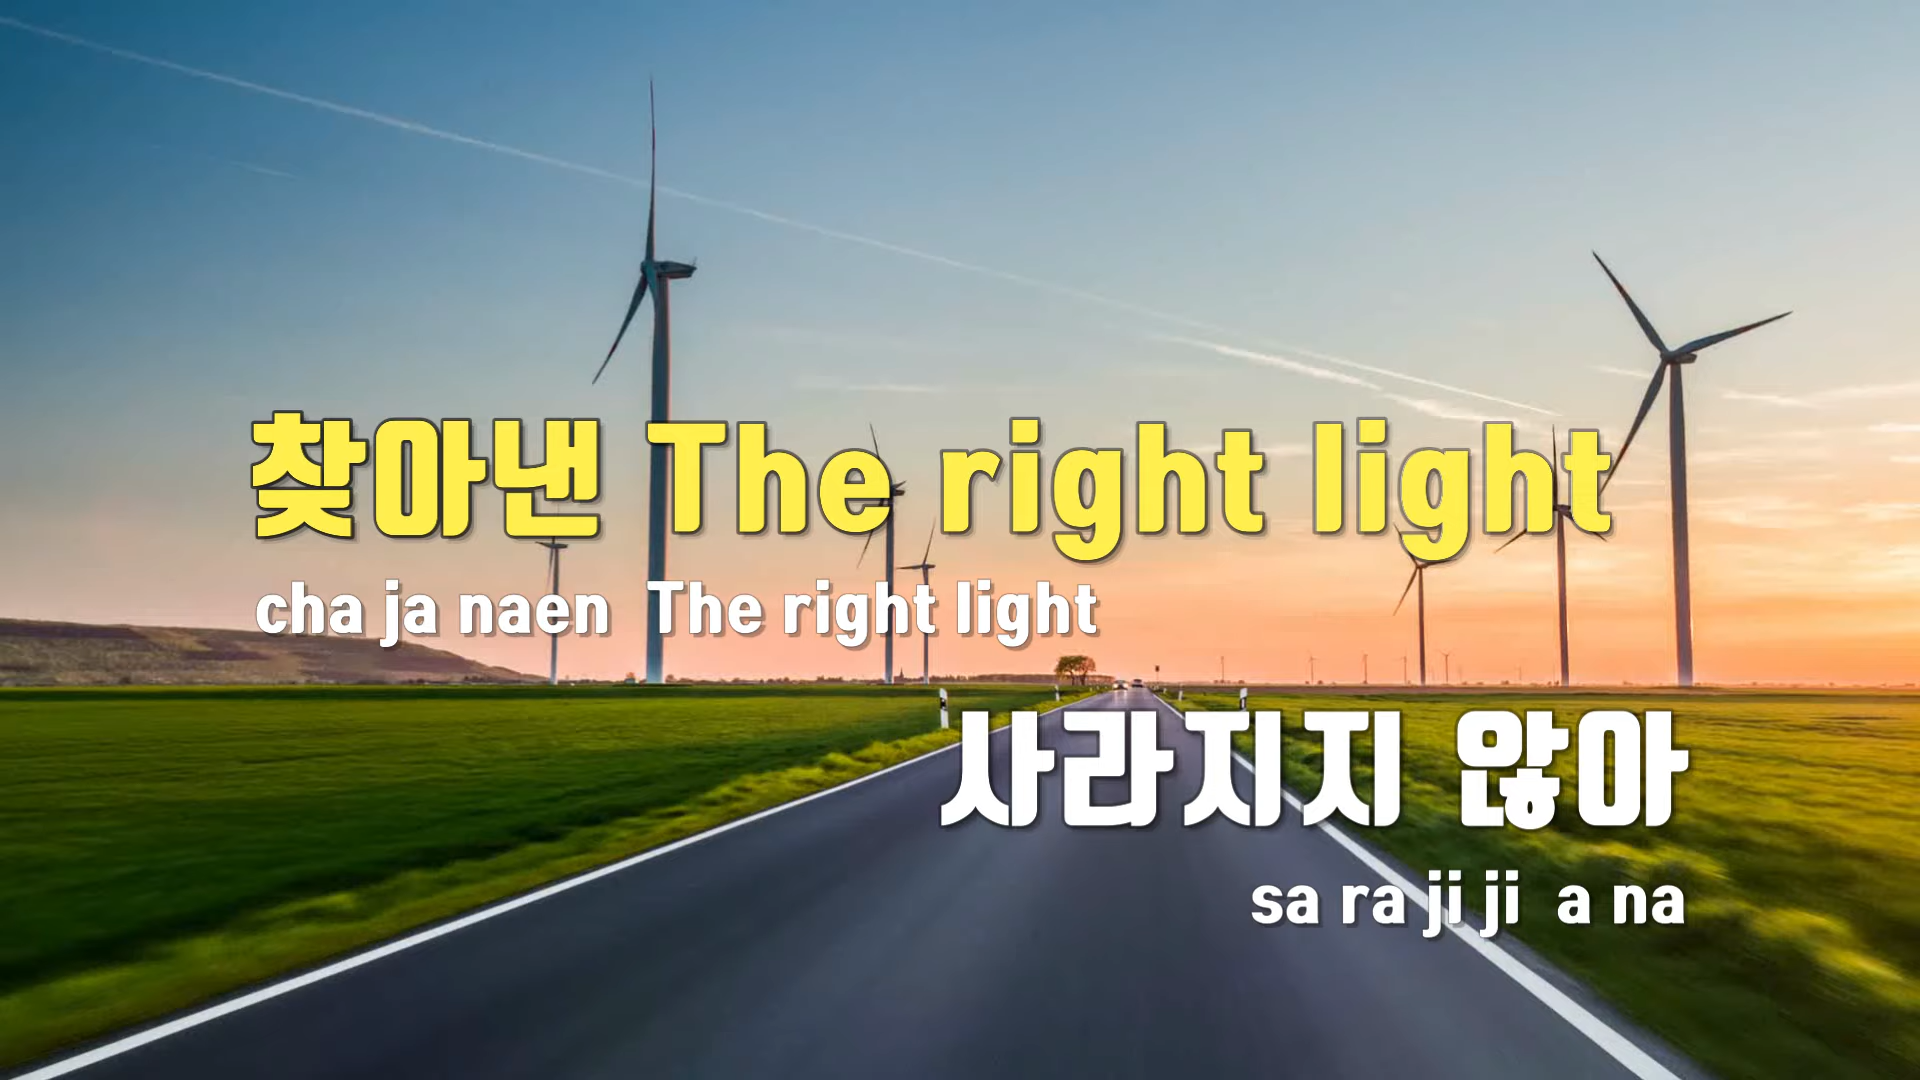 찾아낸 The right light
cha ja naen The right light
사라지지 않아
sa ra ji ji a na